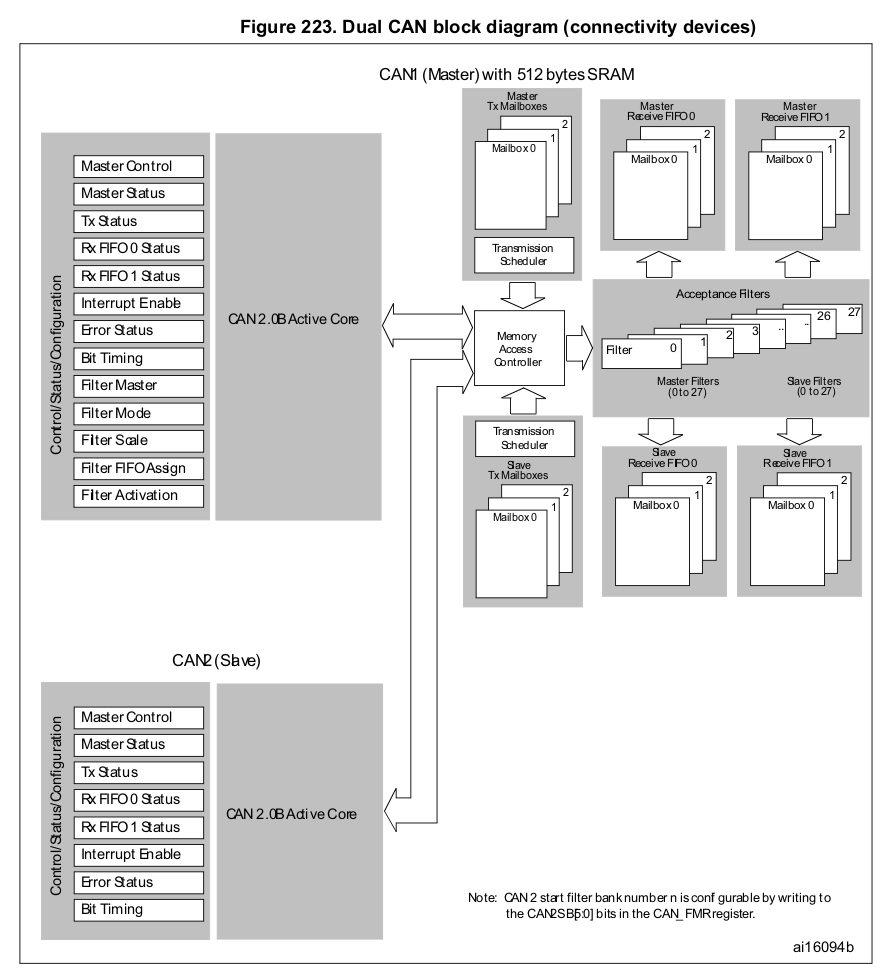 Figure 223. Dual CAN block diagram (connectivity devices)
CAN1 (Master) with 512 bytes SRAM
Control/Status/Configuration
Master Control
Master Status
Tx Status
Rx FIFO 0 Status
Rx FIFO 1 Status
Interrupt Enable
Error Status
Bit Timing
Filter Master
Filter Mode
Filter Scale
Filter FIFO Assign
Filter Activation
CAN 2.0B Active Core
Master
Tx Mailboxes
2
1
Mailbox 0
Transmission
Scheduler
Master
Receive FIFO 0
2
1
Mailbox 0
Master
Receive FIFO 1
2
1
Mailbox 0
Memory
Access
Controller
Acceptance Filters
Filter 0 1 2 3 .. .. 26 27
Master Filters
(0 to 27)
Slave Filters
(0 to 27)
Transmission
Scheduler
Slave
Tx Mailboxes
2
1
Mailbox 0
Slave
Receive FIFO 0
2
1
Mailbox 0
Slave
Receive FIFO 1
2
1
Mailbox 0
CAN2 (Slave)
Control/Status/Configuration
Master Control
Master Status
Tx Status
Rx FIFO 0 Status
Rx FIFO 1 Status
Interrupt Enable
Error Status
Bit Timing
CAN 2.0B Active Core
Note: CAN 2 start filter bank number n is conf gurable by writing to
the CAN2SB[5:0] bits in the CAN_FMR register.
ai16094b